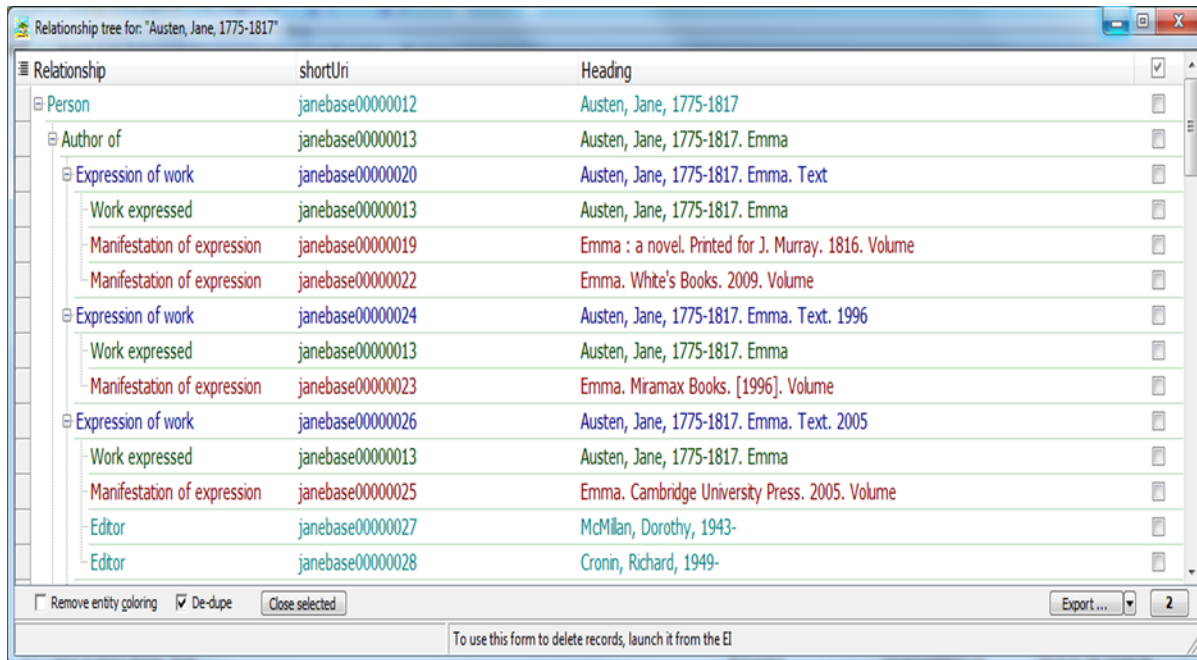 Relationship tree for: "Austen, Jane, 1775-1817"
Relationship shortUri Heading
Person janebase00000012 Austen, Jane, 1775-1817
Author of janebase00000013 Austen, Jane, 1775-1817. Emma
Expression of work janebase00000020 Austen, Jane, 1775-1817. Emma. Text
Work expressed janebase00000013 Austen, Jane, 1775-1817. Emma
Manifestation of expression janebase00000019 Emma : a novel. Printed for J. Murray. 1816. Volume
Manifestation of expression janebase00000022 Emma. White's Books. 2009. Volume
Expression of work janebase00000024 Austen, Jane, 1775-1817. Emma. Text. 1996
Work expressed janebase00000013 Austen, Jane, 1775-1817. Emma
Manifestation of expression janebase00000023 Emma. Miramax Books. [1996]. Volume
Expression of work janebase00000026 Austen, Jane, 1775-1817. Emma. Text. 2005
Work expressed janebase00000013 Austen, Jane, 1775-1817. Emma
Manifestation of expression janebase00000025 Emma. Cambridge University Press. 2005. Volume
Editor janebase00000027 McMillan, Dorothy, 1943-
Editor janebase00000028 Cronin, Richard, 1949-
Remove entity coloring De-dupe Close selected Export ... 2
To use this form to delete records, launch it from the EI